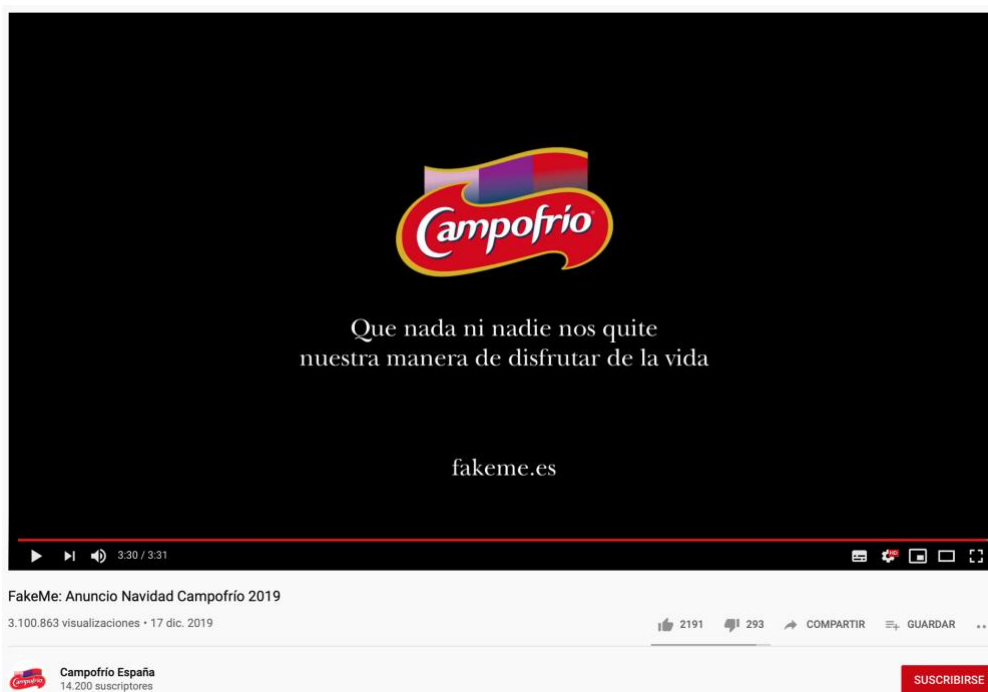 Campofrío
Que nada ni nadie nos quite
nuestra manera de disfrutar de la vida
fakeme.es
3:30 / 3:31
HD
FakeMe: Anuncio Navidad Campofrío 2019
3.100.863 visualizaciones • 17 dic. 2019
2191 293 COMPARTIR GUARDAR
Campofrío
Campofrío España
14.200 suscriptores
SUSCRIBIRSE